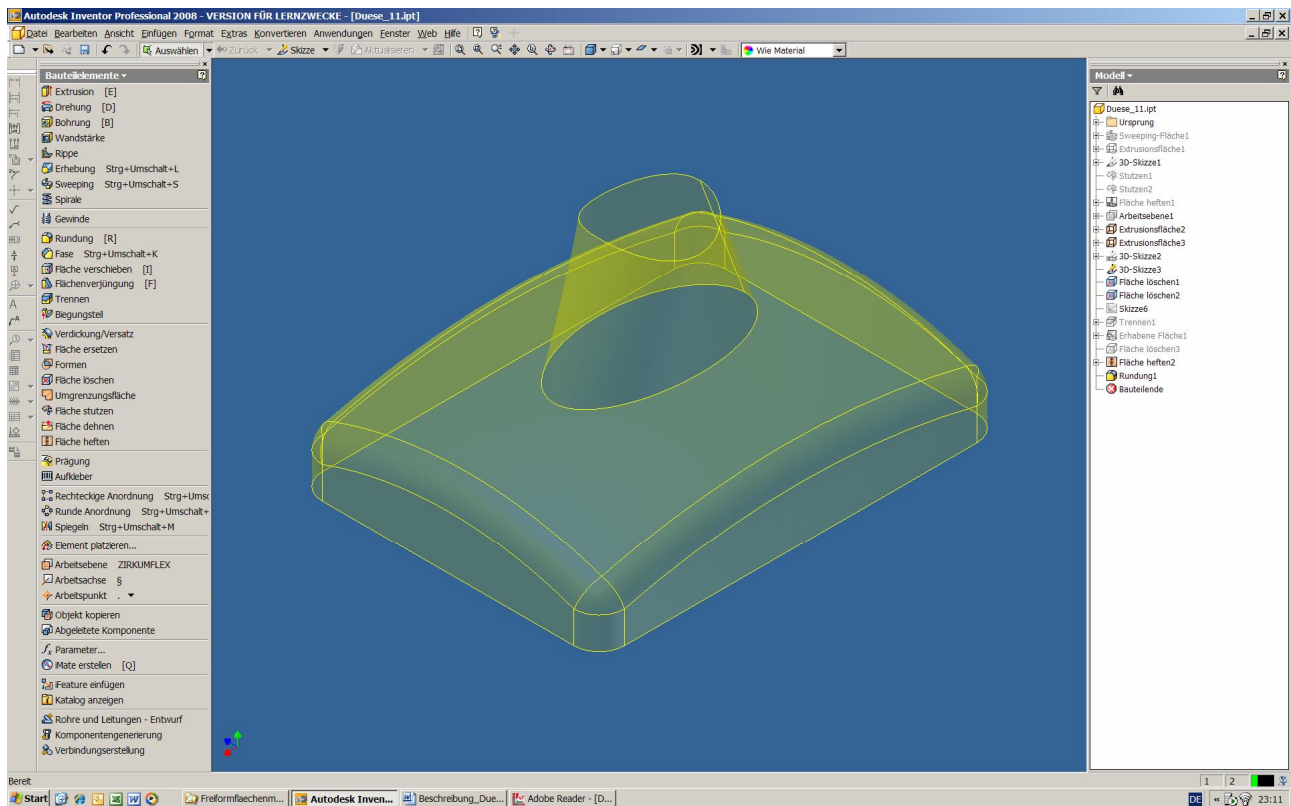 Autodesk Inventor Professional 2008 - VERSION FÜR LERNZWECKE - [Duese_11.ipt]
Datei Bearbeiten Ansicht Einfügen Format Extras Konvertieren Anwendungen Fenster Web Hilfe
Auswählen Zurück Skizze Aktualisieren Wie Material
Bauteilelemente
Extrusion [E]
Drehung [D]
Bohrung [B]
Wandstärke
Rippe
Erhebung Strg+Umschalt+L
Sweeping Strg+Umschalt+S
Spirale
Gewinde
Rundung [R]
Fase Strg+Umschalt+K
Fläche verschieben [I]
Flächenverjüngung [F]
Trennen
Biegungsteil
Verdickung/Versatz
Fläche ersetzen
Formen
Fläche löschen
Umgrenzungsfläche
Fläche stutzen
Fläche dehnen
Fläche heften
Prägung
Aufkleber
Rechteckige Anordnung Strg+Umsc
Runde Anordnung Strg+Umschalt+
Spiegeln Strg+Umschalt+M
Element platzieren...
Arbeitsebene ZIRKUMFLEX
Arbeitsachse §
Arbeitspunkt .
Objekt kopieren
Abgeleitete Komponente
Parameter...
iMate erstellen [Q]
iFeature einfügen
Katalog anzeigen
Rohre und Leitungen - Entwurf
Komponentengenerierung
Verbindungserstellung
Modell
Duese_11.ipt
Ursprung
Sweeping-Fläche1
Extrusionsfläche1
3D-Skizze1
Stutzen1
Stutzen2
Fläche heften1
Arbeitsebene1
Extrusionsfläche2
Extrusionsfläche3
3D-Skizze2
3D-Skizze3
Fläche löschen1
Fläche löschen2
Skizze6
Trennen1
Erhabene Fläche1
Fläche löschen3
Fläche heften2
Rundung1
Bauteilende
Bereit 1 2
Start Freiformflaechenm... Autodesk Inven... Beschreibung_Due... Adobe Reader - [D... DE « 23:11